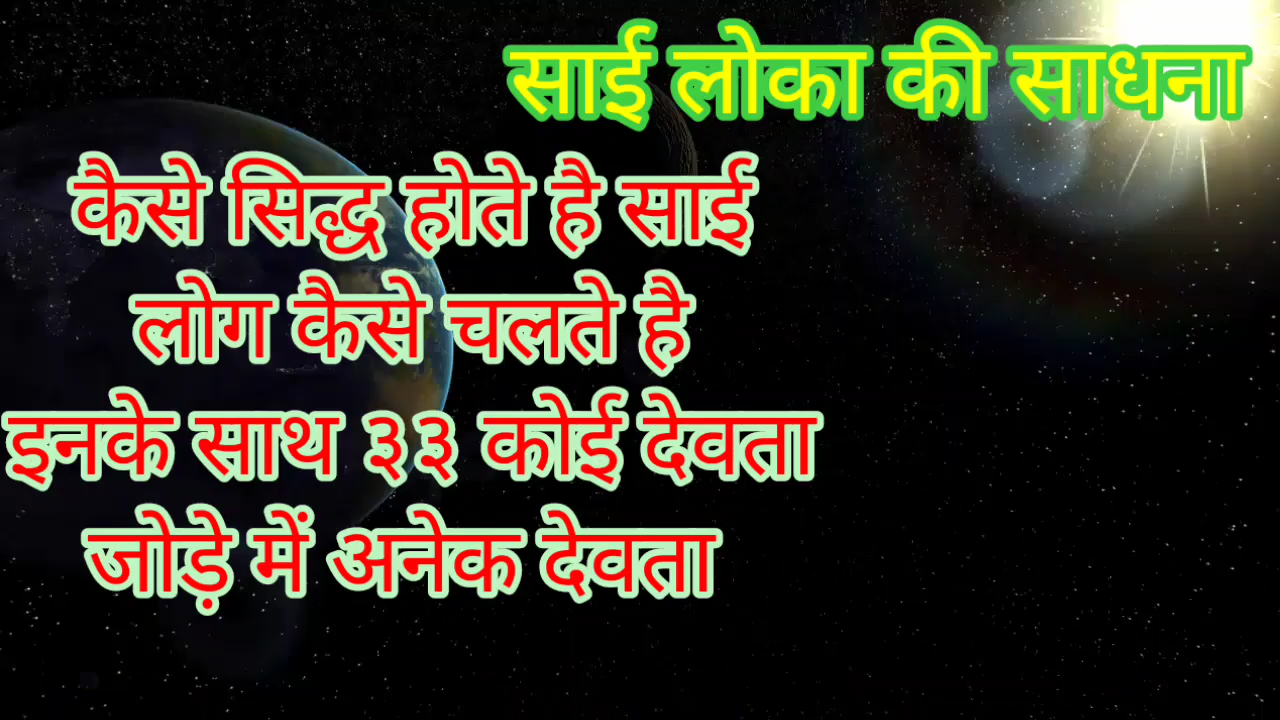 साई लोका की साधना
कैसे सिद्ध होते है साई
लोग कैसे चलते है
इनके साथ ३३ कोई देवता
जोड़े में अनेक देवता